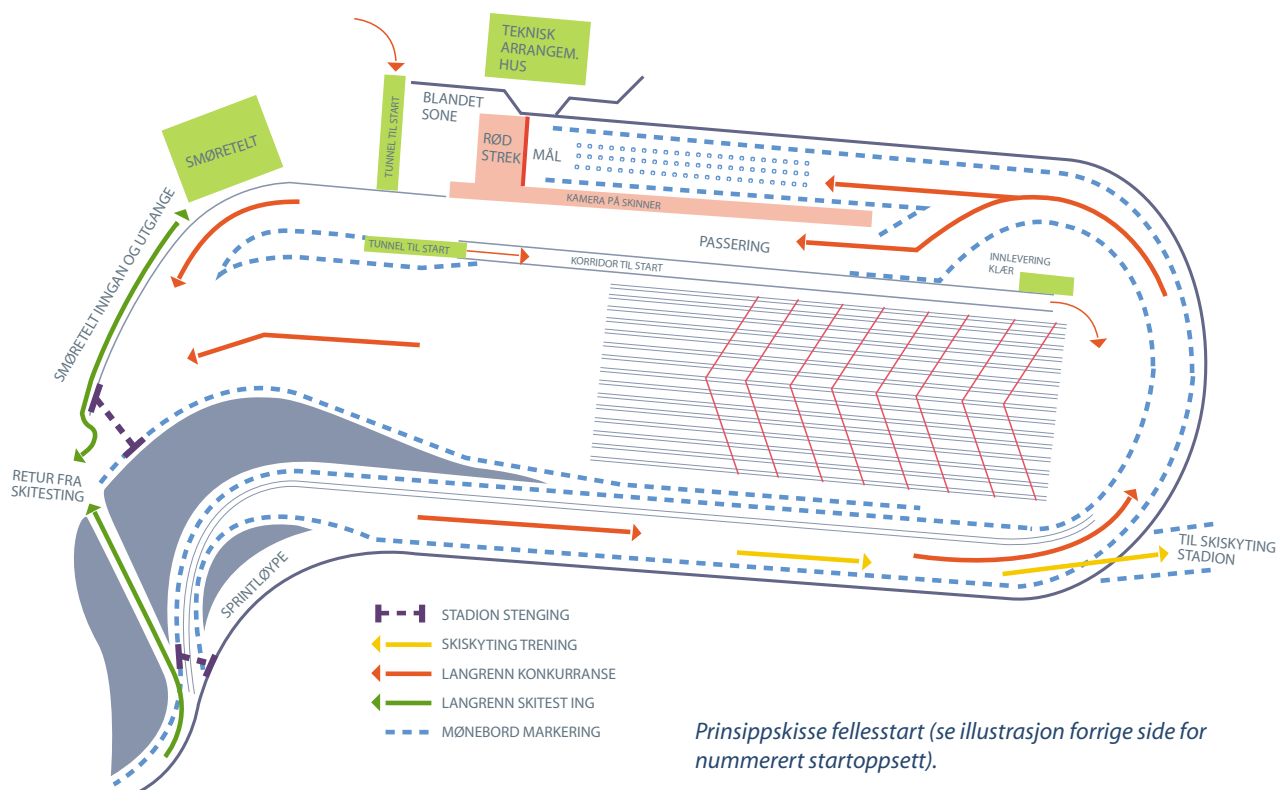 TEKNISK
ARRANGEM.
HUS
BLANDET
SONE
TUNNEL TIL START
SMØRETELT
RØD
STREK
MÅL
KAMERA PÅ SKINNER
PASSERING
TUNNEL TIL START
KORRIDOR TIL START
INNLEVERING
KLÆR
SMØRETELT INNGAN OG UTGANGE
RETUR FRA
SKITESTING
SPRINTLØYPE
TIL SKISKYTING
STADION
STADION STENGING
SKISKYTING TRENING
LANGRENN KONKURRANSE
LANGRENN SKITEST ING
MØNEBORD MARKERING
Prinsippskisse fellesstart (se illustrasjon forrige side for
nummerert startoppsett).